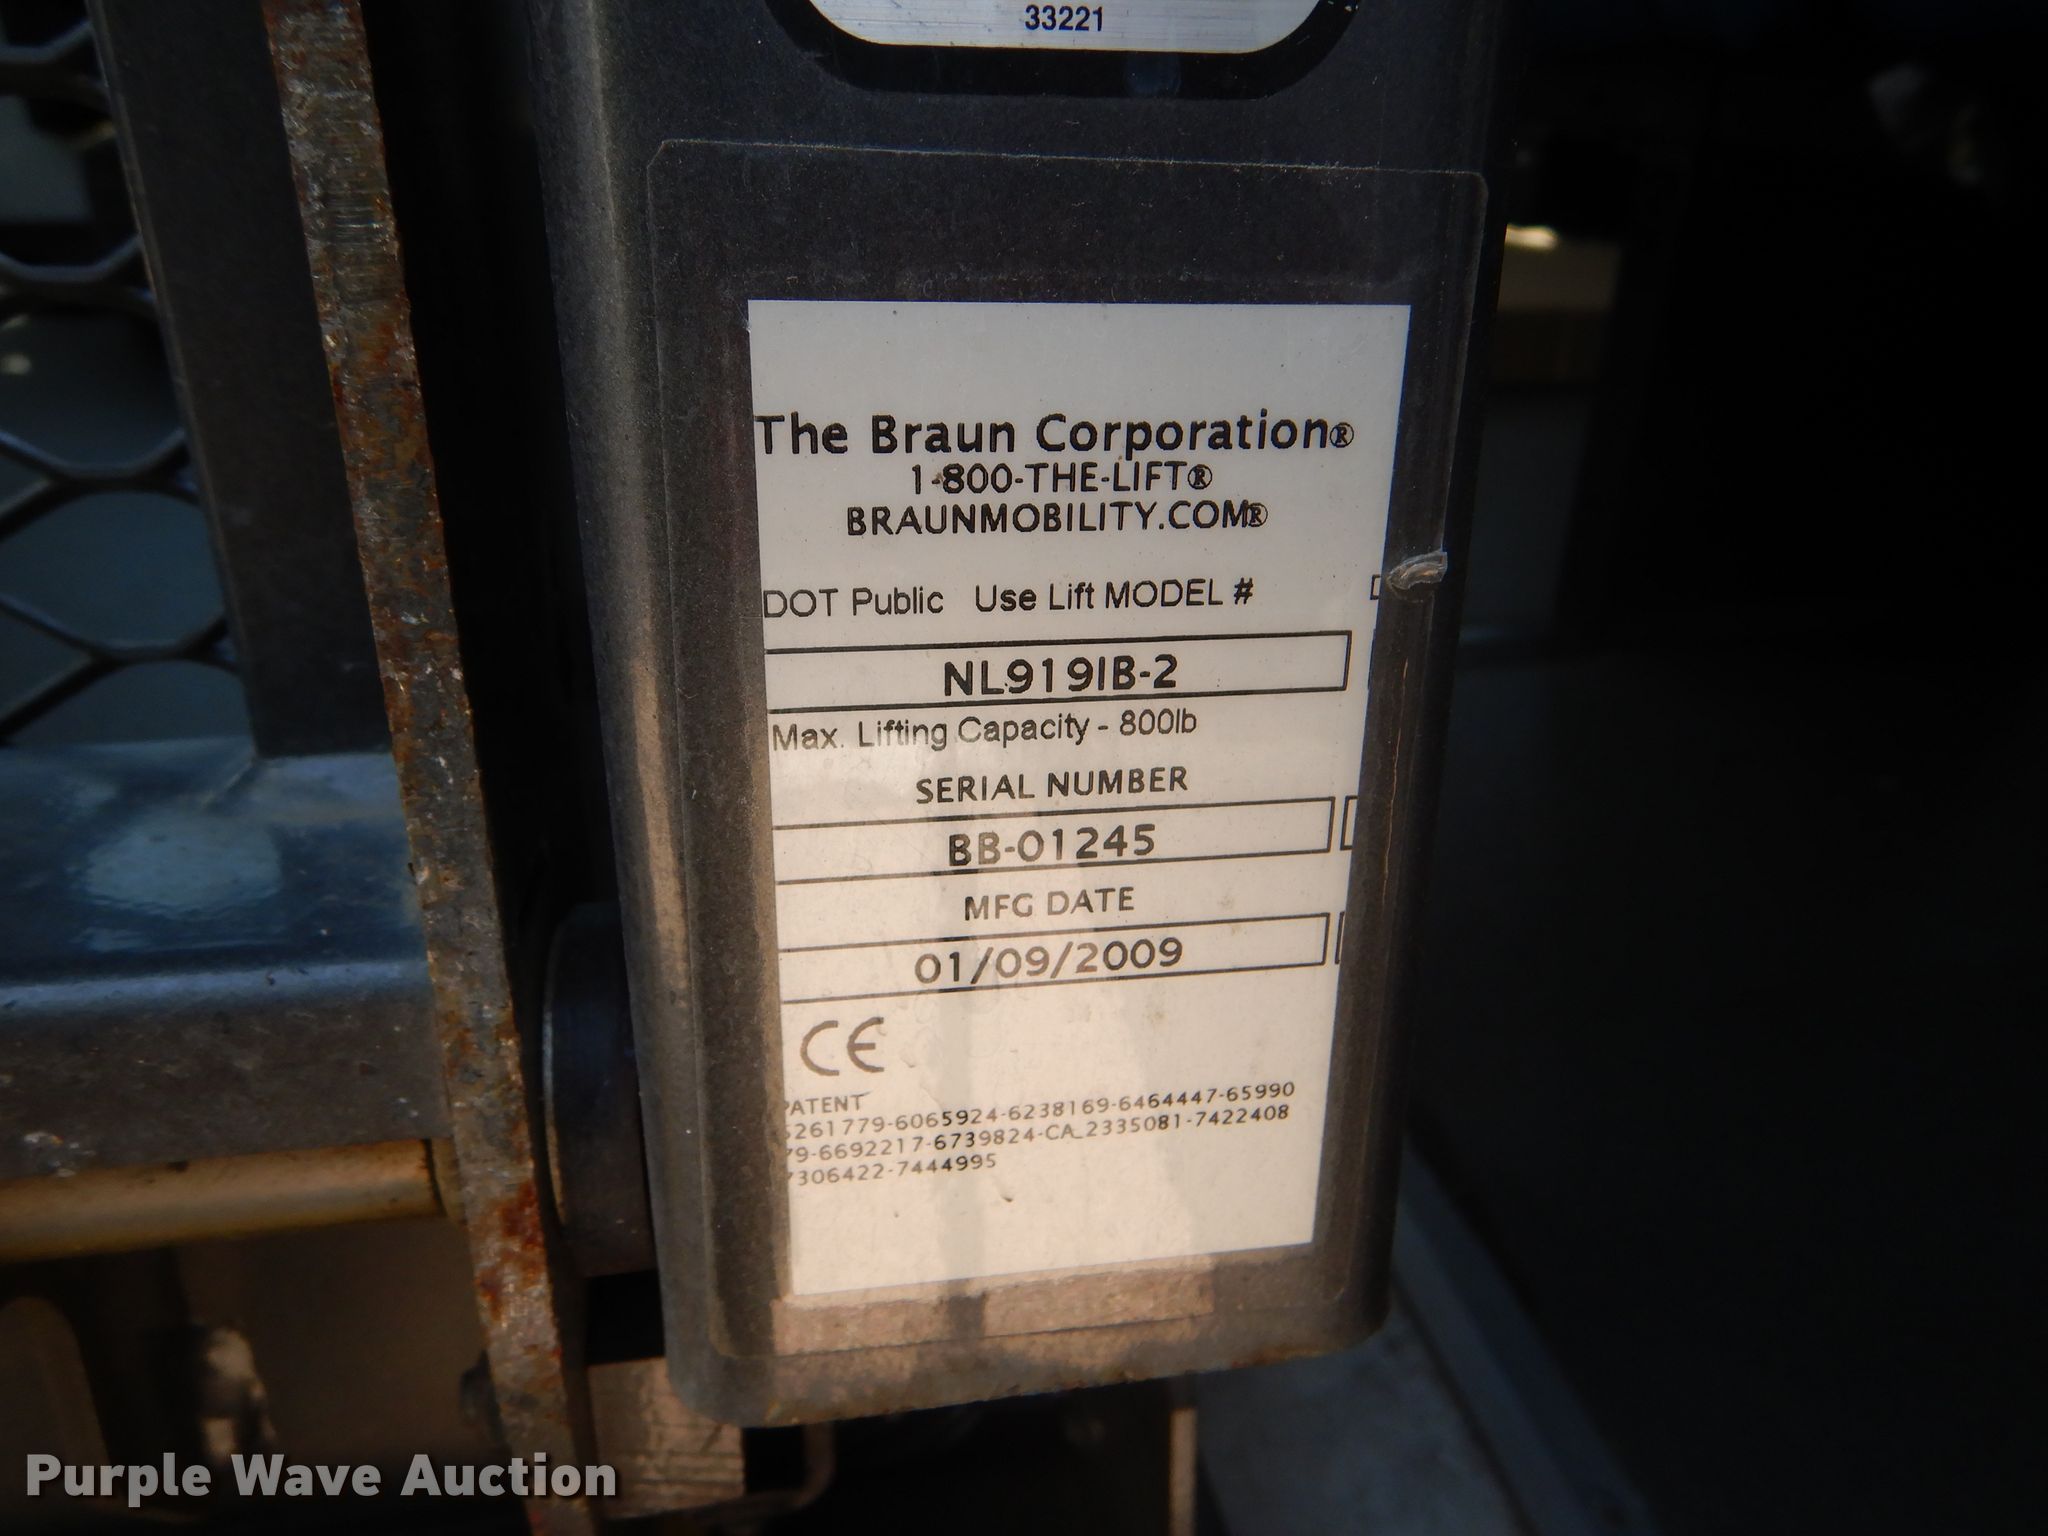 33221
The Braun Corporation®
1-800-THE-LIFT®
BRAUNMOBILITY.COM®
DOT Public Use Lift MODEL #
NL919IB-2
Max. Lifting Capacity - 800lb
SERIAL NUMBER
BB-01245
MFG DATE
01/09/2009
CE
PATENT
5261779-6065924-6238169-6464447-65990
79-6692217-6739824-CA_2335081-7422408
7306422-7444995
Purple Wave Auction